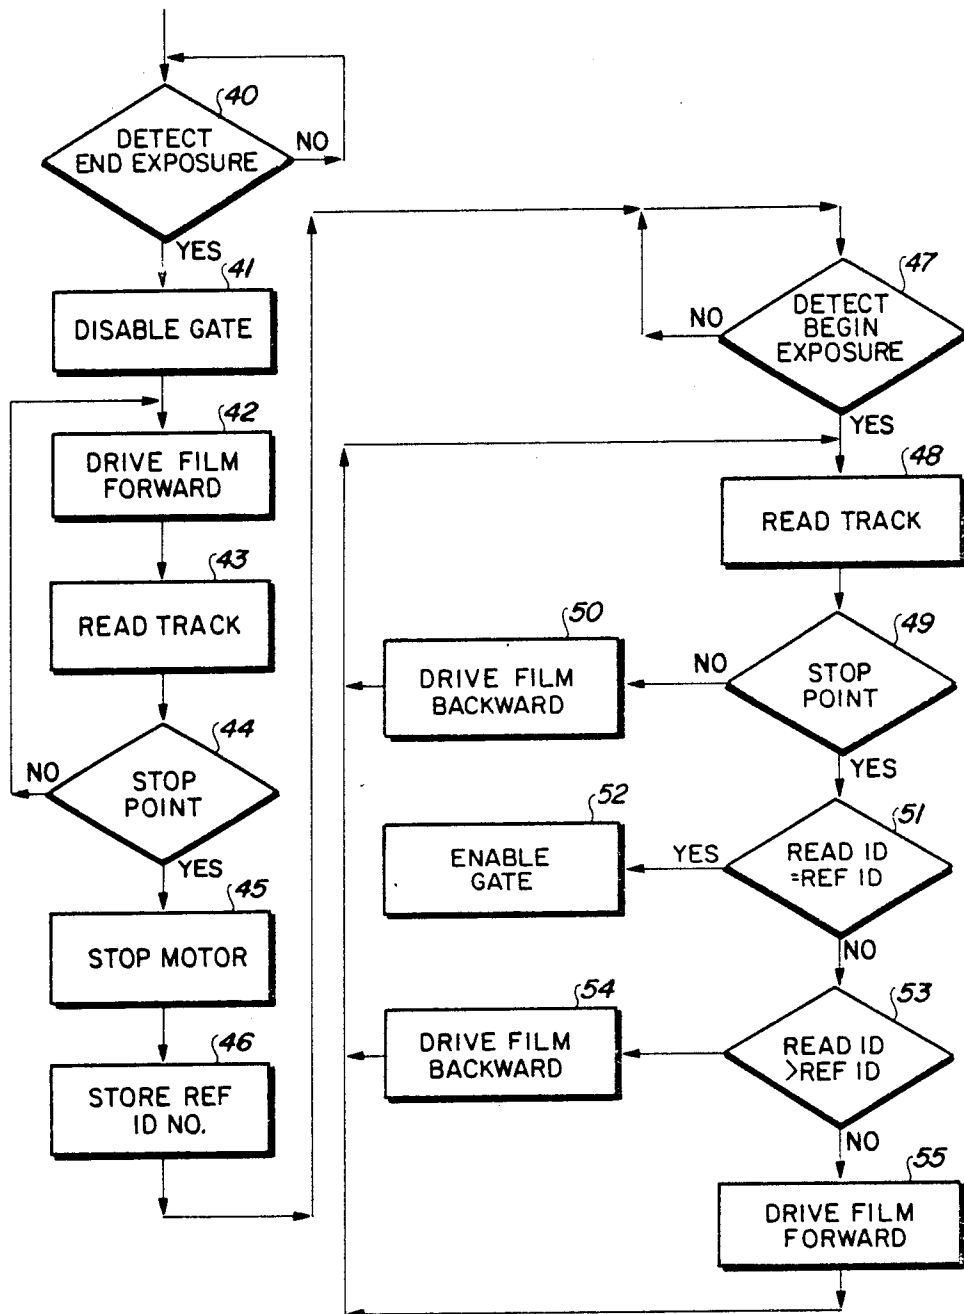 40
DETECT
END EXPOSURE
NO
YES
41
DISABLE GATE
42
DRIVE FILM
FORWARD
43
READ TRACK
44
NO
STOP
POINT
YES
45
STOP MOTOR
46
STORE REF
ID NO.
47
NO
DETECT
BEGIN
EXPOSURE
YES
48
READ TRACK
49
NO
STOP
POINT
YES
50
DRIVE FILM
BACKWARD
51
READ ID
=REF ID
YES
NO
52
ENABLE
GATE
53
READ ID
>REF ID
NO
54
DRIVE FILM
BACKWARD
55
DRIVE FILM
FORWARD